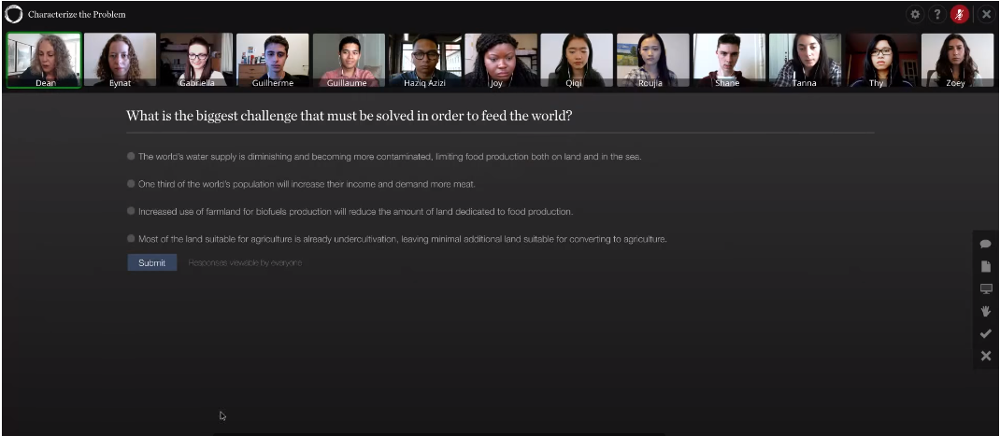 Characterize the Problem
?
Dean
Eynat
Gabriella
Guilherme
Guillaume
Haziq Azizi
Joy
Qiqi
Roujia
Shane
Tanna
Thy
Zoey
What is the biggest challenge that must be solved in order to feed the world?
The world's water supply is diminishing and becoming more contaminated, limiting food production both on land and in the sea.
One third of the world's population will increase their income and demand more meat.
Increased use of farmland for biofuels production will reduce the amount of land dedicated to food production.
Most of the land suitable for agriculture is already undercultivation, leaving minimal additional land suitable for converting to agriculture.
Submit
Responses viewable by everyone